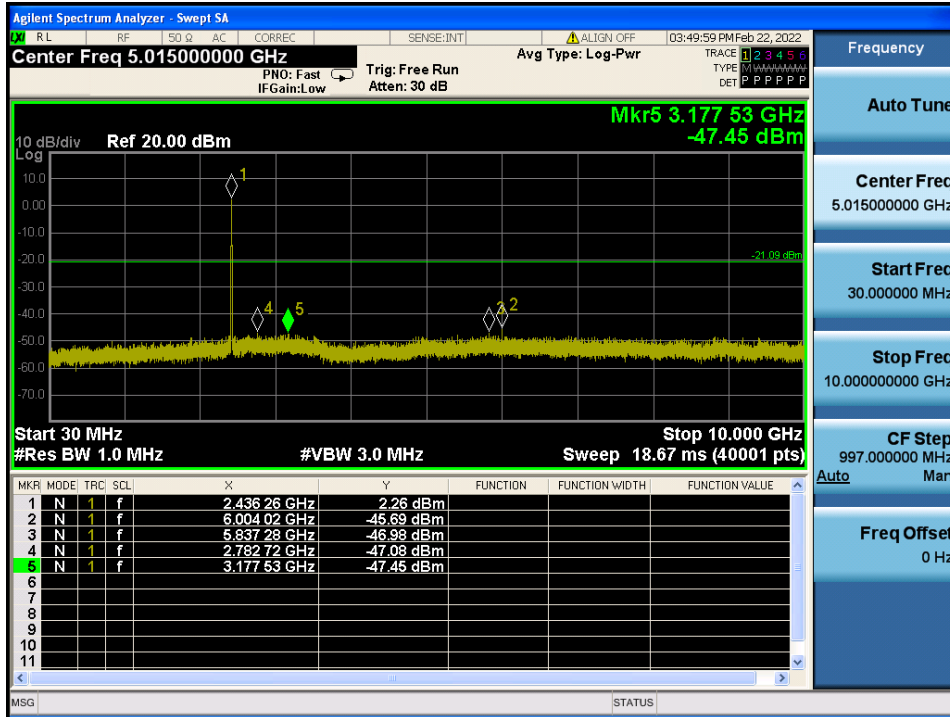 Agilent Spectrum Analyzer - Swept SA
LXI RL RF 50 Ω AC CORREC SENSE:INT ALIGN OFF 03:49:59 PM Feb 22, 2022
Center Freq 5.015000000 GHz
Avg Type: Log-Pwr
TRACE 1 2 3 4 5 6
PNO: Fast Trig: Free Run
TYPE MWWWWW
IFGain:Low Atten: 30 dB
DET P P P P P P
Mkr5 3.177 53 GHz
-47.45 dBm
10 dB/div Ref 20.00 dBm
Log
10.0
0.00
-10.0
-20.0
-30.0
-40.0
-50.0
-60.0
-70.0
1
-21.09 dBm
4 5 3 2
Start 30 MHz Stop 10.000 GHz
#Res BW 1.0 MHz #VBW 3.0 MHz Sweep 18.67 ms (40001 pts)
MKR MODE TRC SCL X Y FUNCTION FUNCTION WIDTH FUNCTION VALUE
1 N 1 f 2.436 26 GHz 2.26 dBm
2 N 1 f 6.004 02 GHz -45.69 dBm
3 N 1 f 5.837 28 GHz -46.98 dBm
4 N 1 f 2.782 72 GHz -47.08 dBm
5 N 1 f 3.177 53 GHz -47.45 dBm
6
7
8
9
10
11
MSG STATUS
Frequency
Auto Tune
Center Freq
5.015000000 GHz
Start Freq
30.000000 MHz
Stop Freq
10.000000000 GHz
CF Step
997.000000 MHz
Auto Man
Freq Offset
0 Hz